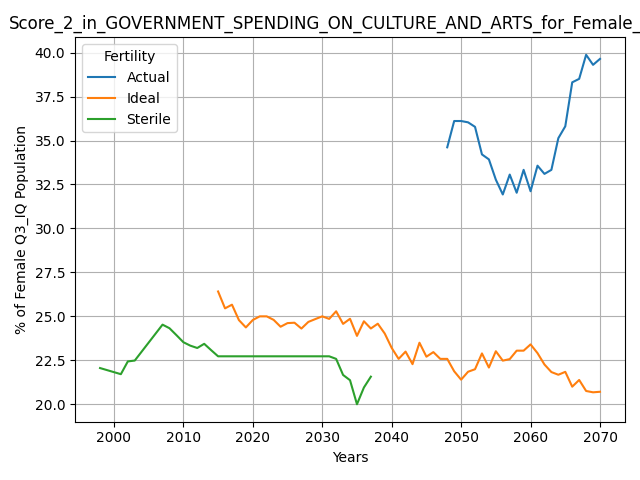 Score_2_in_GOVERNMENT_SPENDING_ON_CULTURE_AND_ARTS_for_Female_
Fertility
Actual
Ideal
Sterile
% of Female Q3_IQ Population
40.0
37.5
35.0
32.5
30.0
27.5
25.0
22.5
20.0
2000 2010 2020 2030 2040 2050 2060 2070
Years